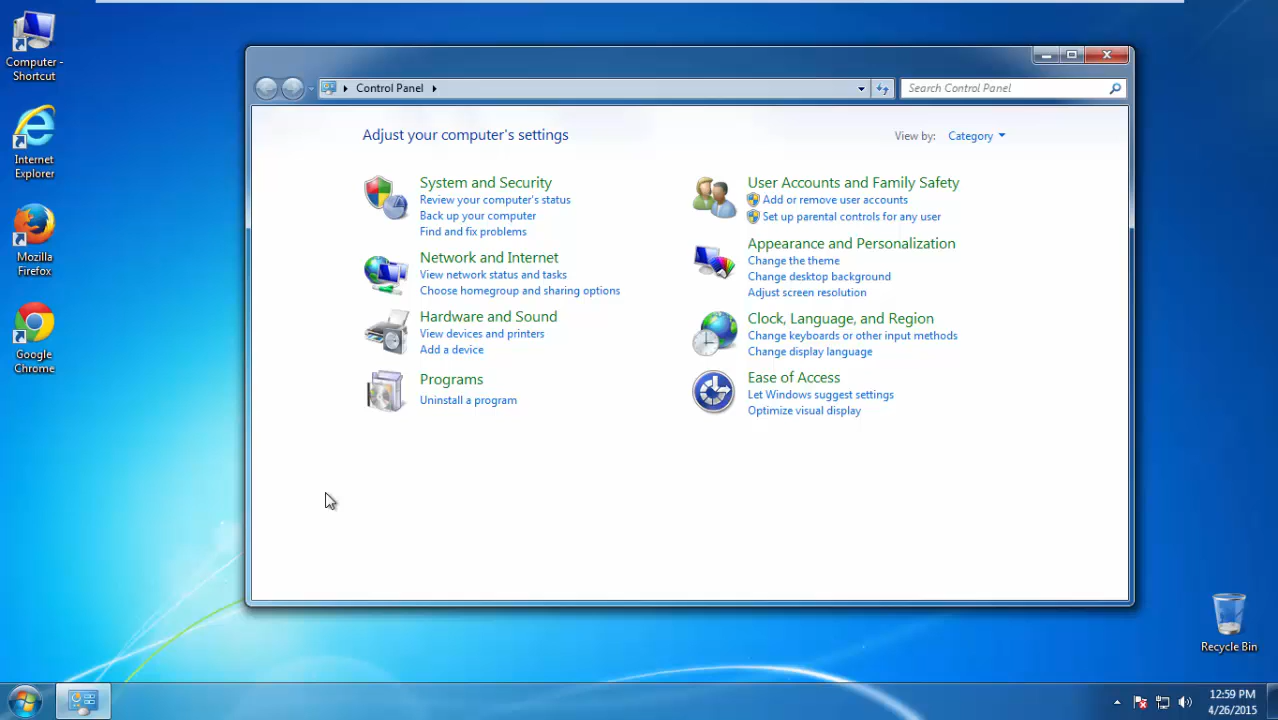 Computer -
Shortcut
Internet
Explorer
Mozilla
Firefox
Google
Chrome
Control Panel
Search Control Panel
Adjust your computer's settings
View by: Category
System and Security
Review your computer's status
Back up your computer
Find and fix problems
Network and Internet
View network status and tasks
Choose homegroup and sharing options
Hardware and Sound
View devices and printers
Add a device
Programs
Uninstall a program
User Accounts and Family Safety
Add or remove user accounts
Set up parental controls for any user
Appearance and Personalization
Change the theme
Change desktop background
Adjust screen resolution
Clock, Language, and Region
Change keyboards or other input methods
Change display language
Ease of Access
Let Windows suggest settings
Optimize visual display
Recycle Bin
12:59 PM
4/26/2015